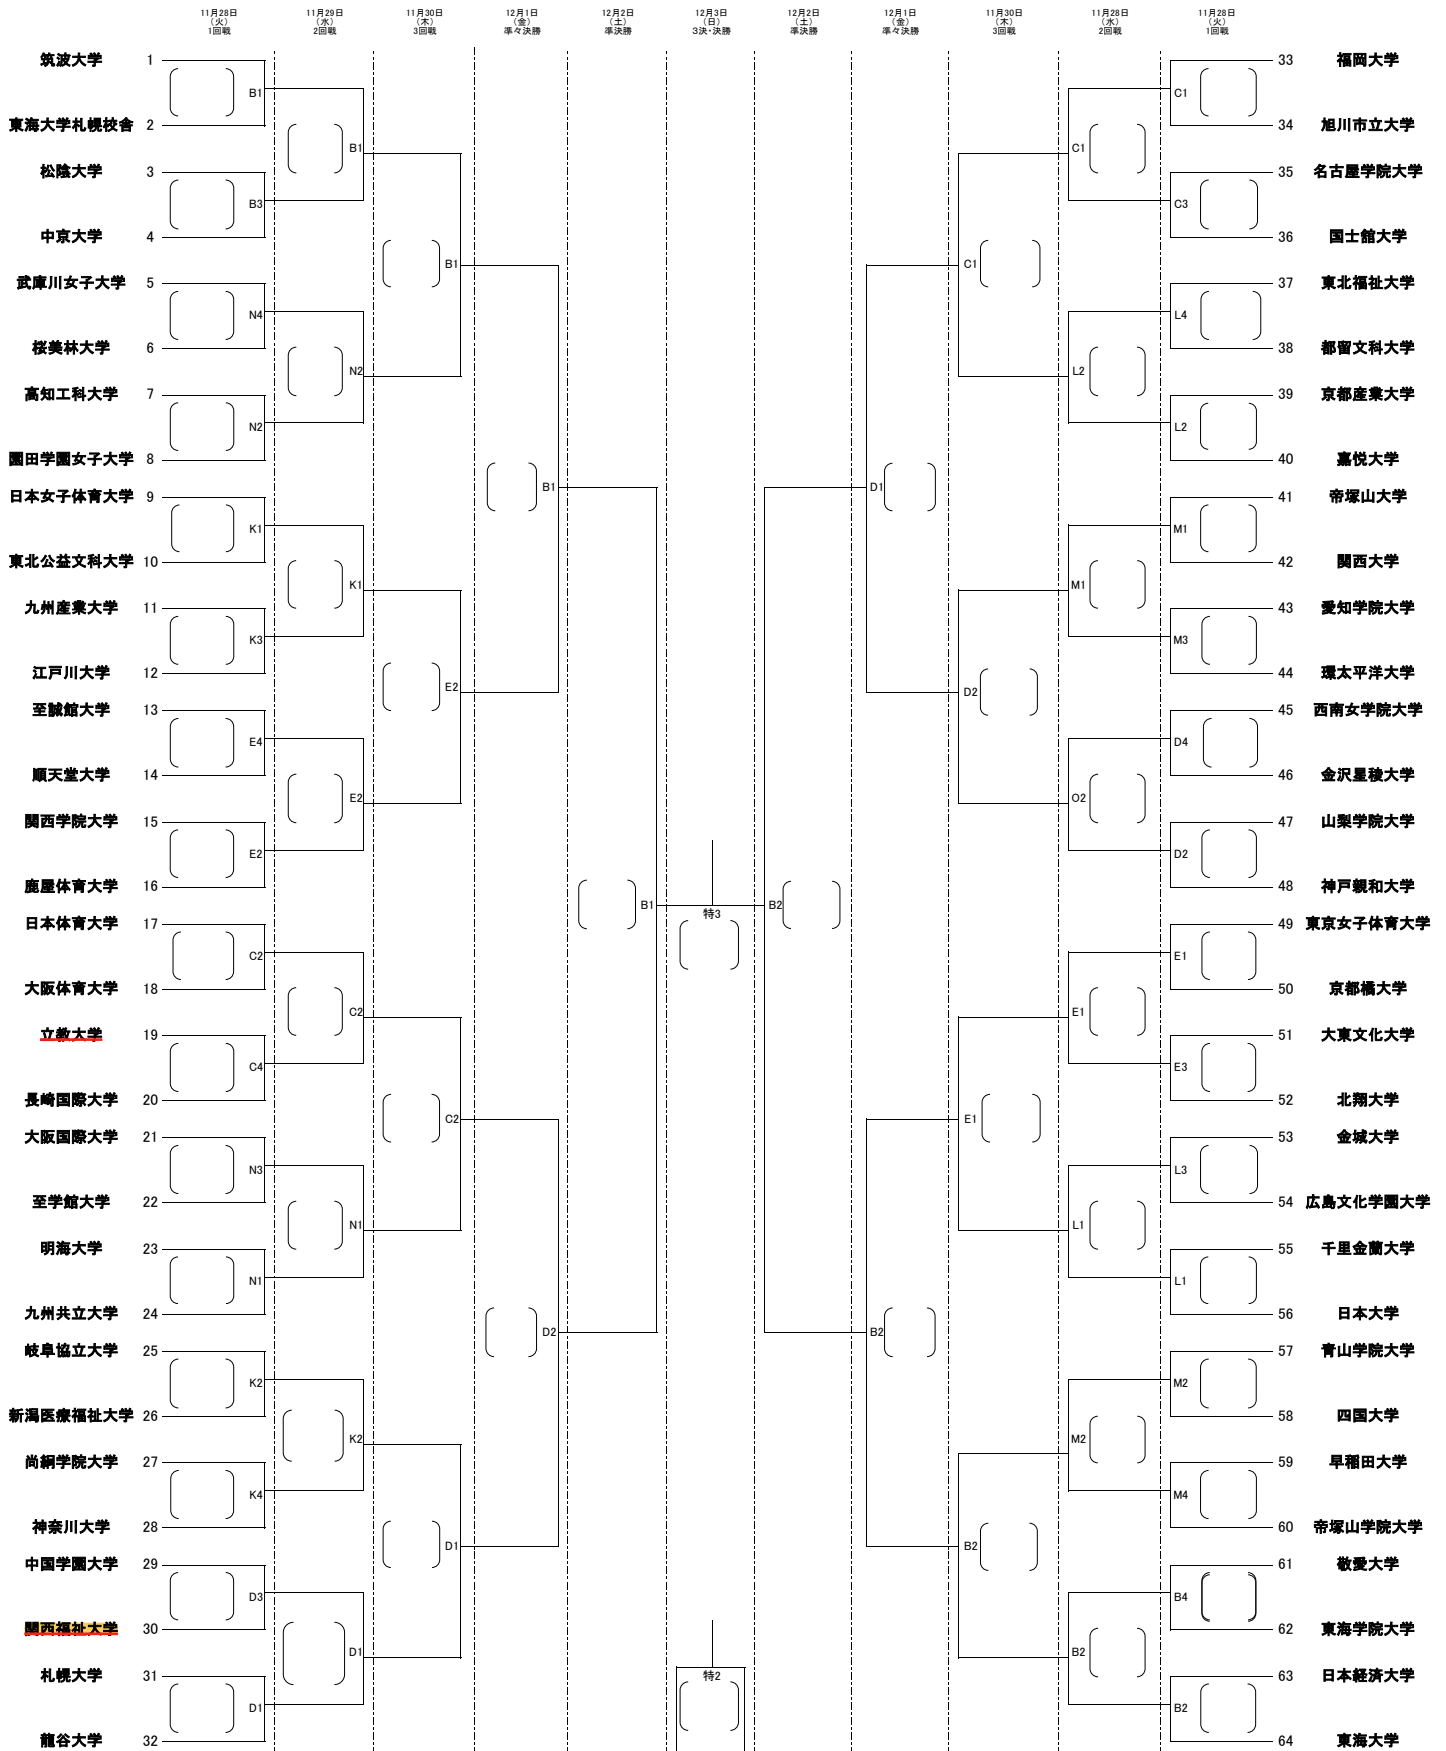 11月28日 11月29日 11月30日 12月1日 12月2日 12月3日 12月2日 12月1日 11月30日 11月28日 11月28日
（火） （水） （木） （金） （土） （日） （土） （金） （木） （水） （火）
1回戦 2回戦 3回戦 準々決勝 準決勝 3決・決勝 準決勝 準々決勝 3回戦 2回戦 1回戦
筑波大学 1 33 福岡大学
B1 C1
東海大学札幌校舎 2 34 旭川市立大学
B1 C1
松陰大学 3 35 名古屋学院大学
B3 C3
中京大学 4 36 国士舘大学
B1 C1
武庫川女子大学 5 37 東北福祉大学
N4 L4
桜美林大学 6 38 都留文科大学
N2 L2
高知工科大学 7 39 京都産業大学
N2 L2
園田学園女子大学 8 40 嘉悦大学
B1 D1
日本女子体育大学 9 41 帝塚山大学
K1 M1
東北公益文科大学 10 42 関西大学
K1 M1
九州産業大学 11 43 愛知学院大学
K3 M3
江戸川大学 12 44 環太平洋大学
E2 D2
至誠館大学 13 45 西南女学院大学
E4 D4
順天堂大学 14 46 金沢星稜大学
E2 O2
関西学院大学 15 47 山梨学院大学
E2 D2
鹿屋体育大学 16 48 神戸親和大学
B1 特3 B2
日本体育大学 17 49 東京女子体育大学
C2 E1
大阪体育大学 18 50 京都橘大学
C2 E1
立教大学 19 51 大東文化大学
C4 E3
長崎国際大学 20 52 北翔大学
C2 E1
大阪国際大学 21 53 金城大学
N3 L3
至学館大学 22 54 広島文化学園大学
N1 L1
明海大学 23 55 千里金蘭大学
N1 L1
九州共立大学 24 56 日本大学
D2 B2
岐阜協立大学 25 57 青山学院大学
K2 M2
新潟医療福祉大学 26 58 四国大学
K2 M2
尚絅学院大学 27 59 早稲田大学
K4 M4
神奈川大学 28 60 帝塚山学院大学
D1 B2
中国学園大学 29 61 敬愛大学
D3 B4
関西福祉大学 30 62 東海学院大学
D1 B2
札幌大学 31 特2 63 日本経済大学
D1 B2
龍谷大学 32 64 東海大学